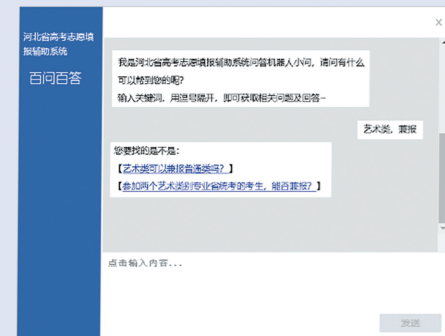 河北省高考志愿填
报辅助系统
百问百答
我是河北省高考志愿填报辅助系统问答机器人小问，请问有什么
可以帮到您的呢？
输入关键词，用逗号隔开，即可获取相关问题及回答~
艺术类，兼报
您要找的是不是：
【艺术类可以兼报普通类吗？】
【参加两个艺术类别专业省统考的考生，能否兼报？】
点击输入内容...
发送